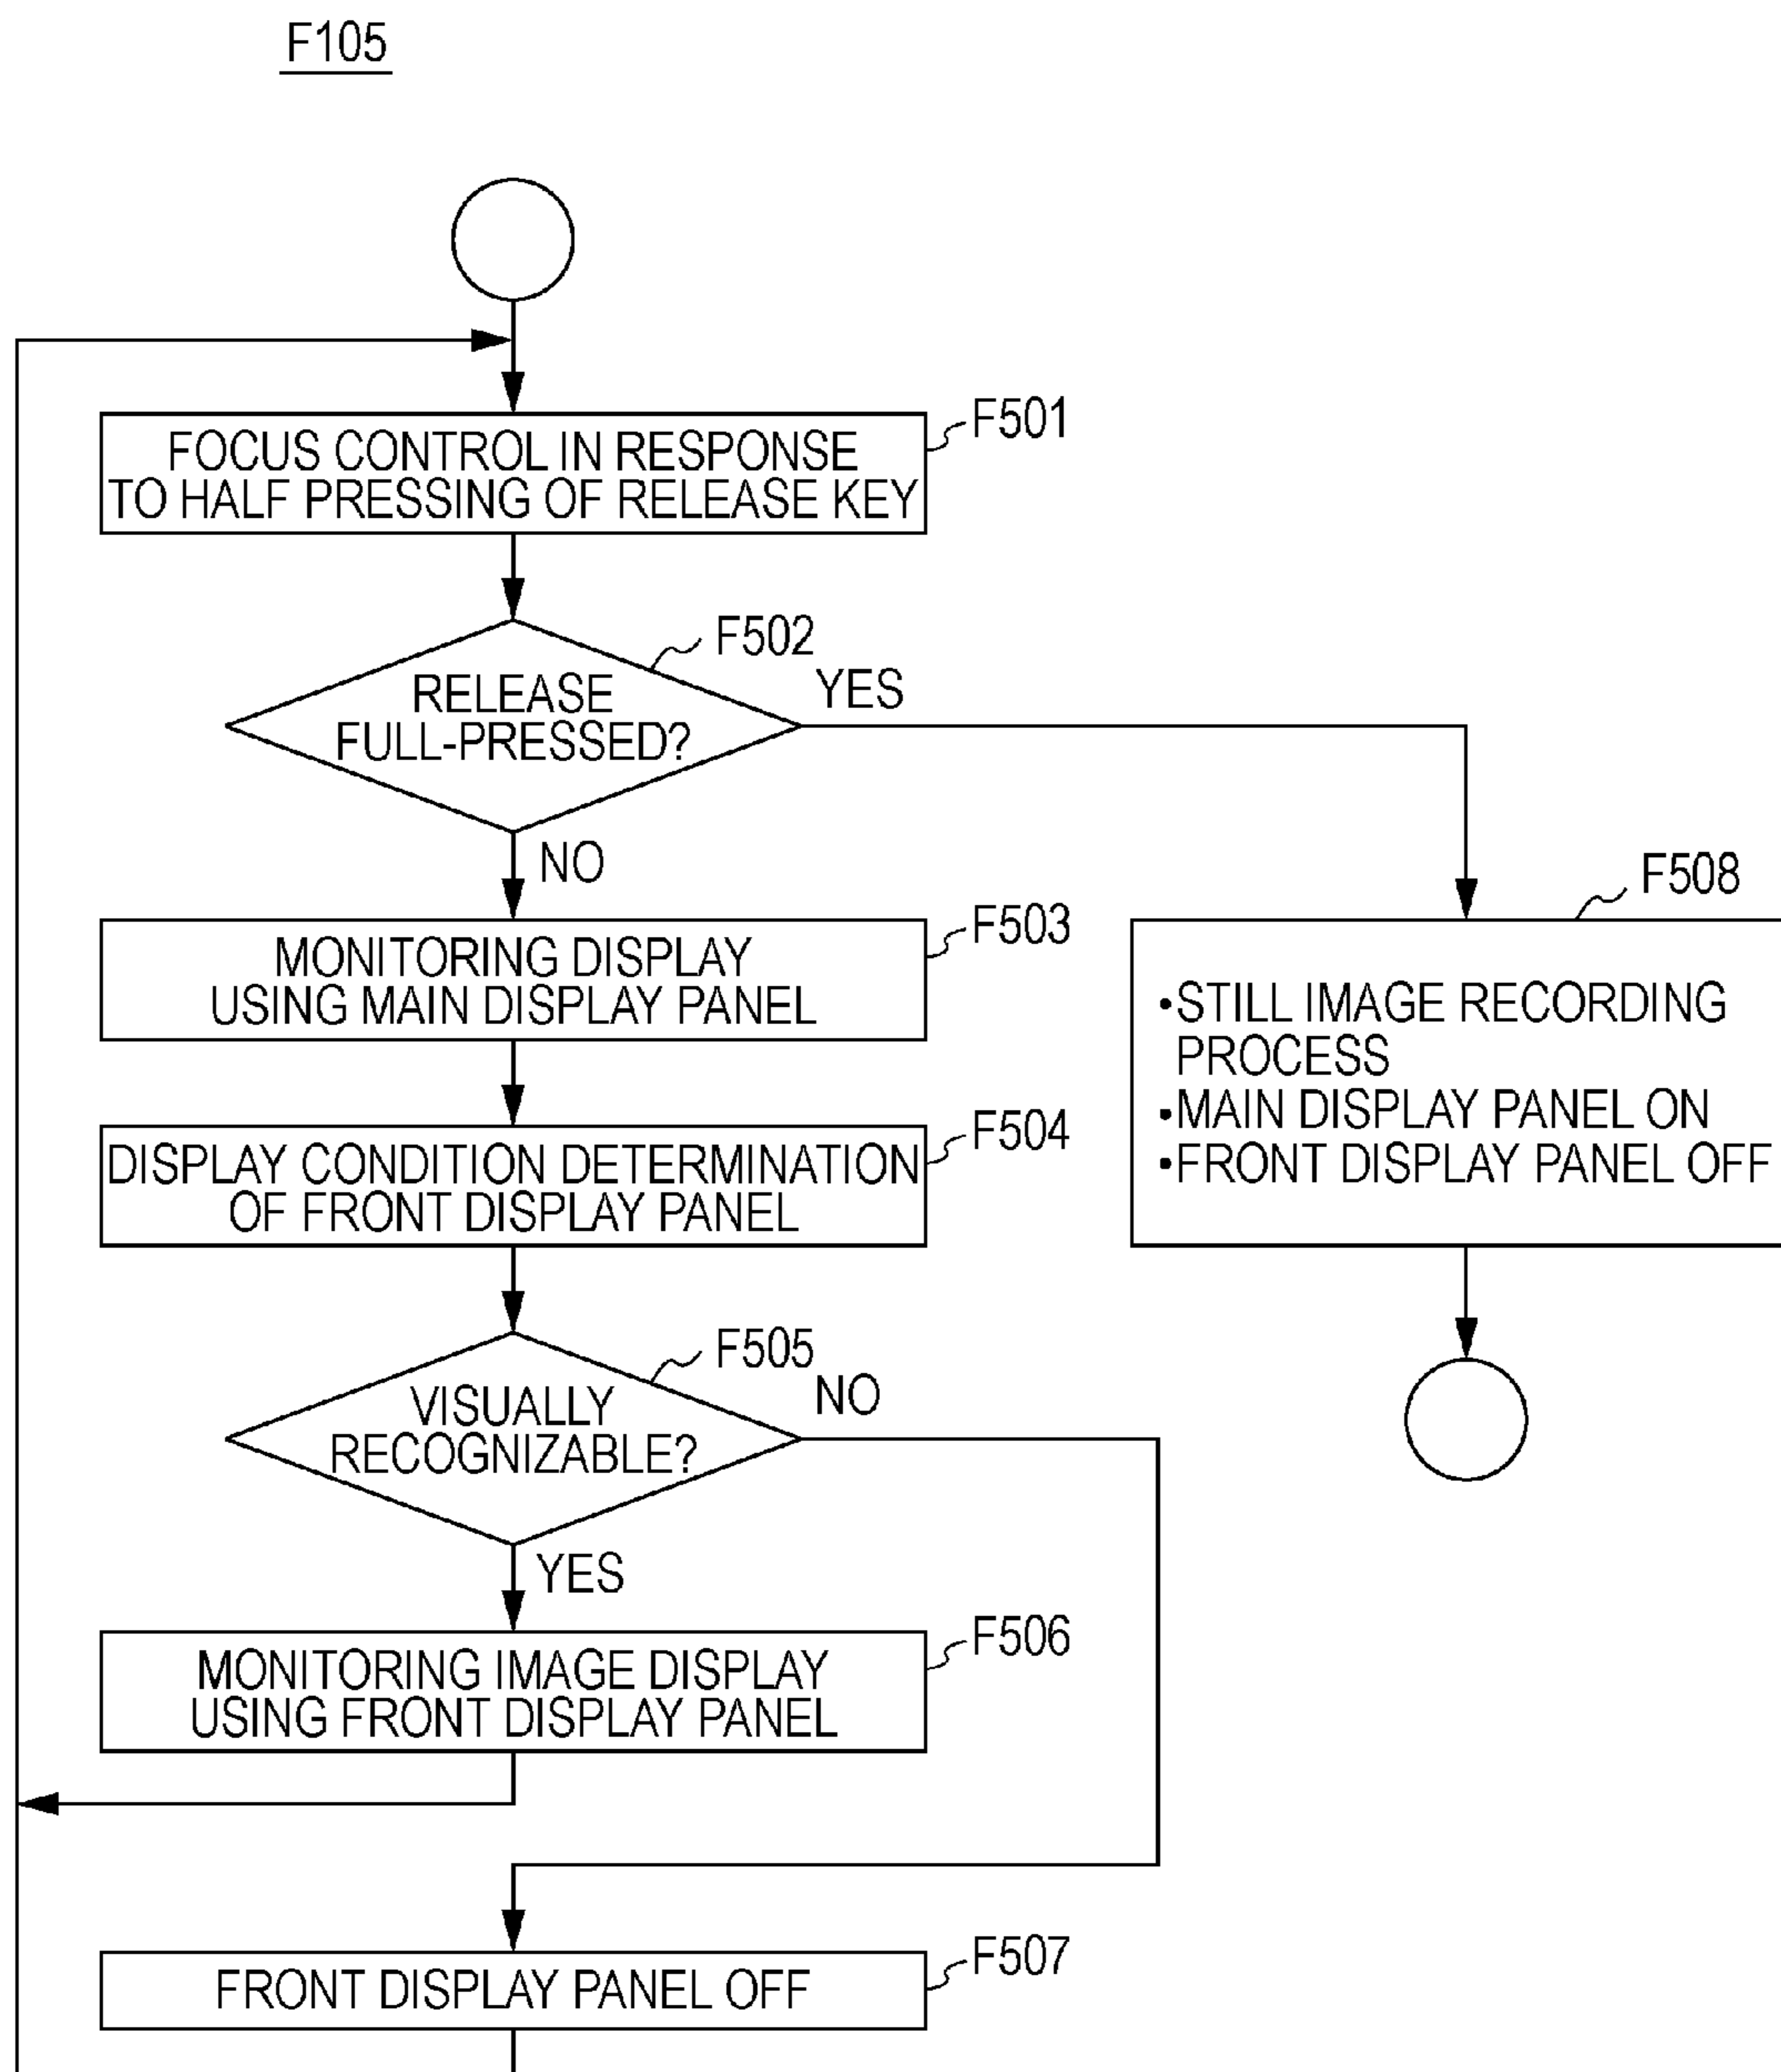 F105
F501
FOCUS CONTROL IN RESPONSE
TO HALF PRESSING OF RELEASE KEY
F502
RELEASE
FULL-PRESSED?
YES
NO
F503
MONITORING DISPLAY
USING MAIN DISPLAY PANEL
F508
•STILL IMAGE RECORDING
PROCESS
•MAIN DISPLAY PANEL ON
•FRONT DISPLAY PANEL OFF
F504
DISPLAY CONDITION DETERMINATION
OF FRONT DISPLAY PANEL
F505
VISUALLY
RECOGNIZABLE?
NO
YES
F506
MONITORING IMAGE DISPLAY
USING FRONT DISPLAY PANEL
F507
FRONT DISPLAY PANEL OFF